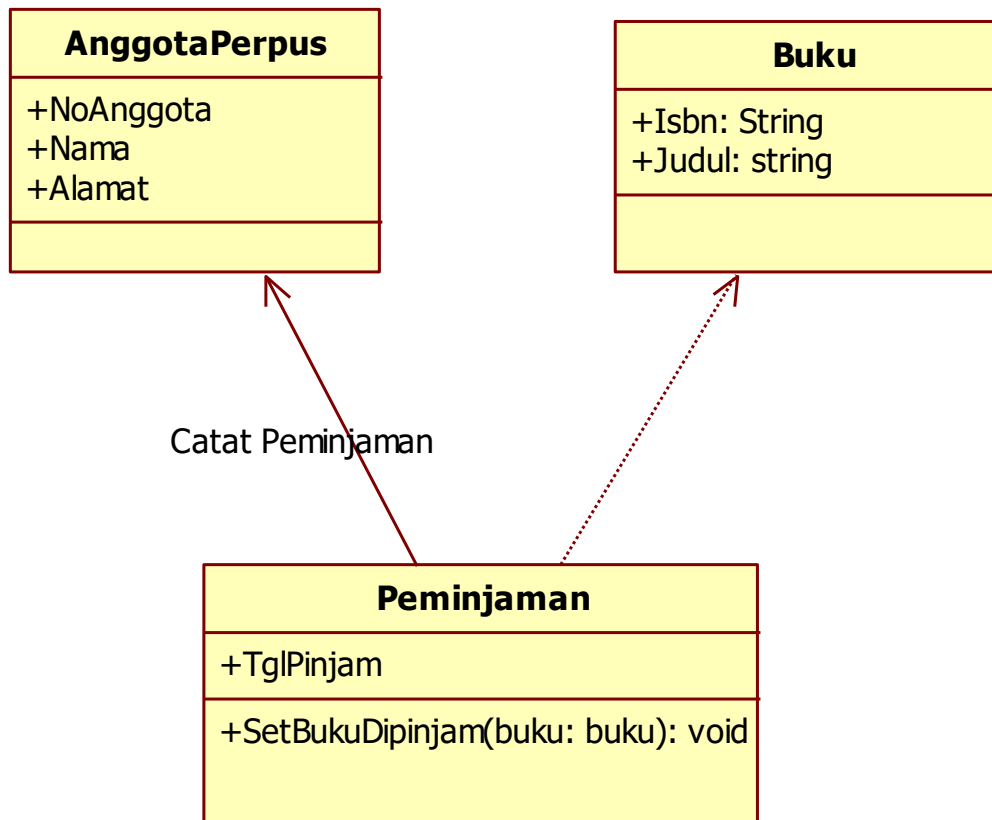 AnggotaPerpus
+NoAnggota
+Nama
+Alamat
Buku
+Isbn: String
+Judul: string
Catat Peminjaman
Peminjaman
+TglPinjam
+SetBukuDipinjam(buku: buku): void